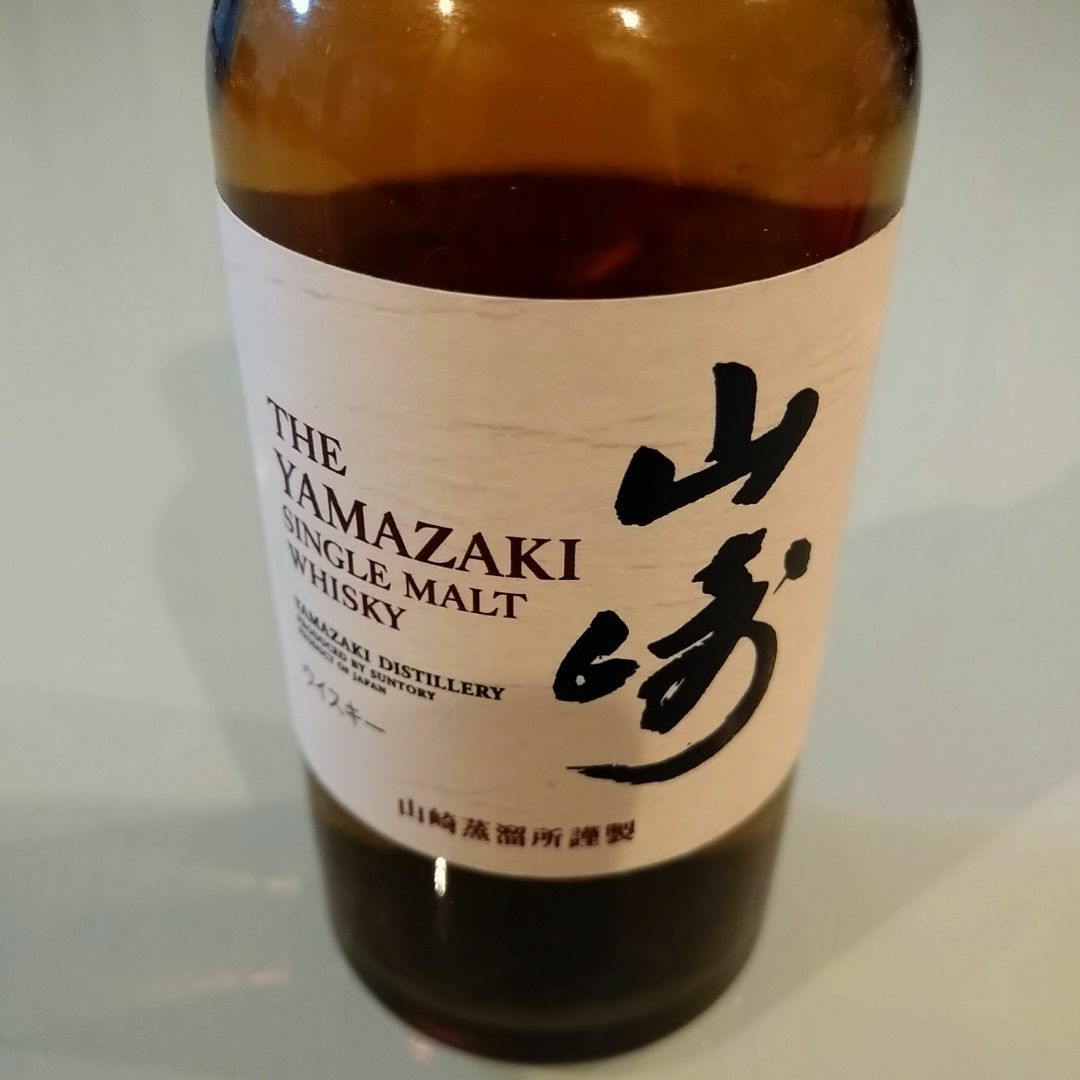 THE
YAMAZAKI
SINGLE MALT
WHISKY
YAMAZAKI DISTILLERY
PRODUCED BY SUNTORY
PRODUCT OF JAPAN
ウイスキー
山崎
山崎蒸溜所謹製